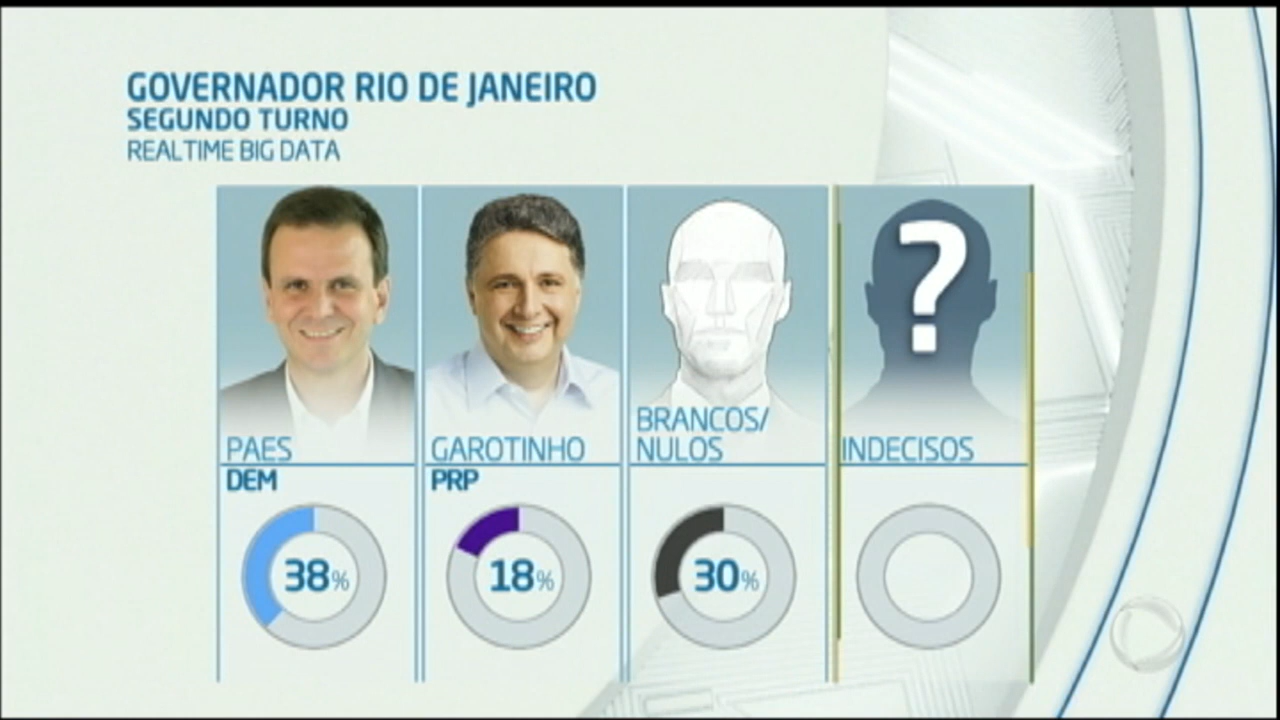 GOVERNADOR RIO DE JANEIRO
SEGUNDO TURNO
REALTIME BIG DATA
PAES
DEM
38%
GAROTINHO
PRP
18%
BRANCOS/
NULOS
30%
?
INDECISOS